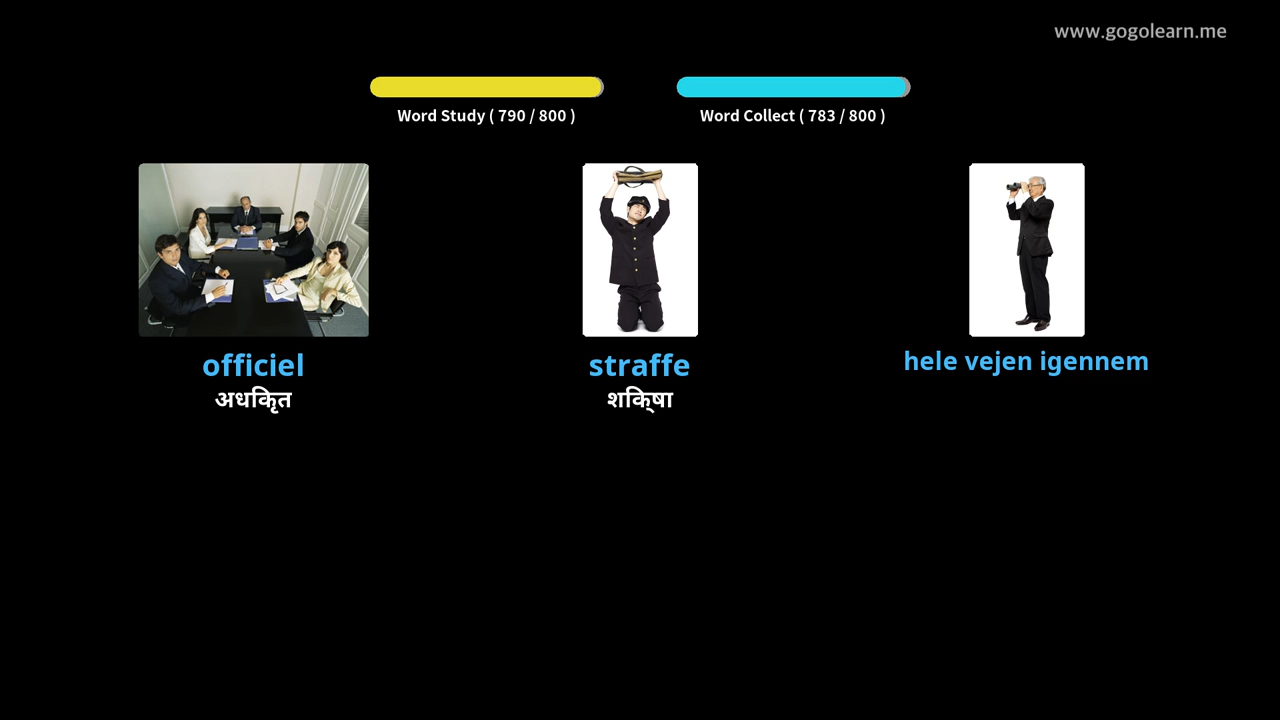 www.gogolearn.me
Word Study ( 790 / 800 )
Word Collect ( 783 / 800 )
officiel
straffe
hele vejen igennem
अधिकृत
शिक्षा